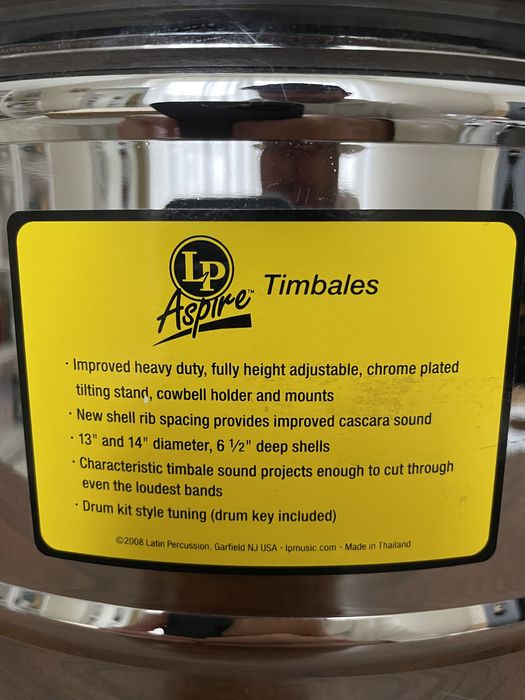 LP
Aspire™ Timbales
· Improved heavy duty, fully height adjustable, chrome plated
tilting stand, cowbell holder and mounts
· New shell rib spacing provides improved cascara sound
· 13" and 14" diameter, 6 1/2" deep shells
· Characteristic timbale sound projects enough to cut through
even the loudest bands
· Drum kit style tuning (drum key included)
©2008 Latin Percussion, Garfield NJ USA · lpmusic.com · Made in Thailand